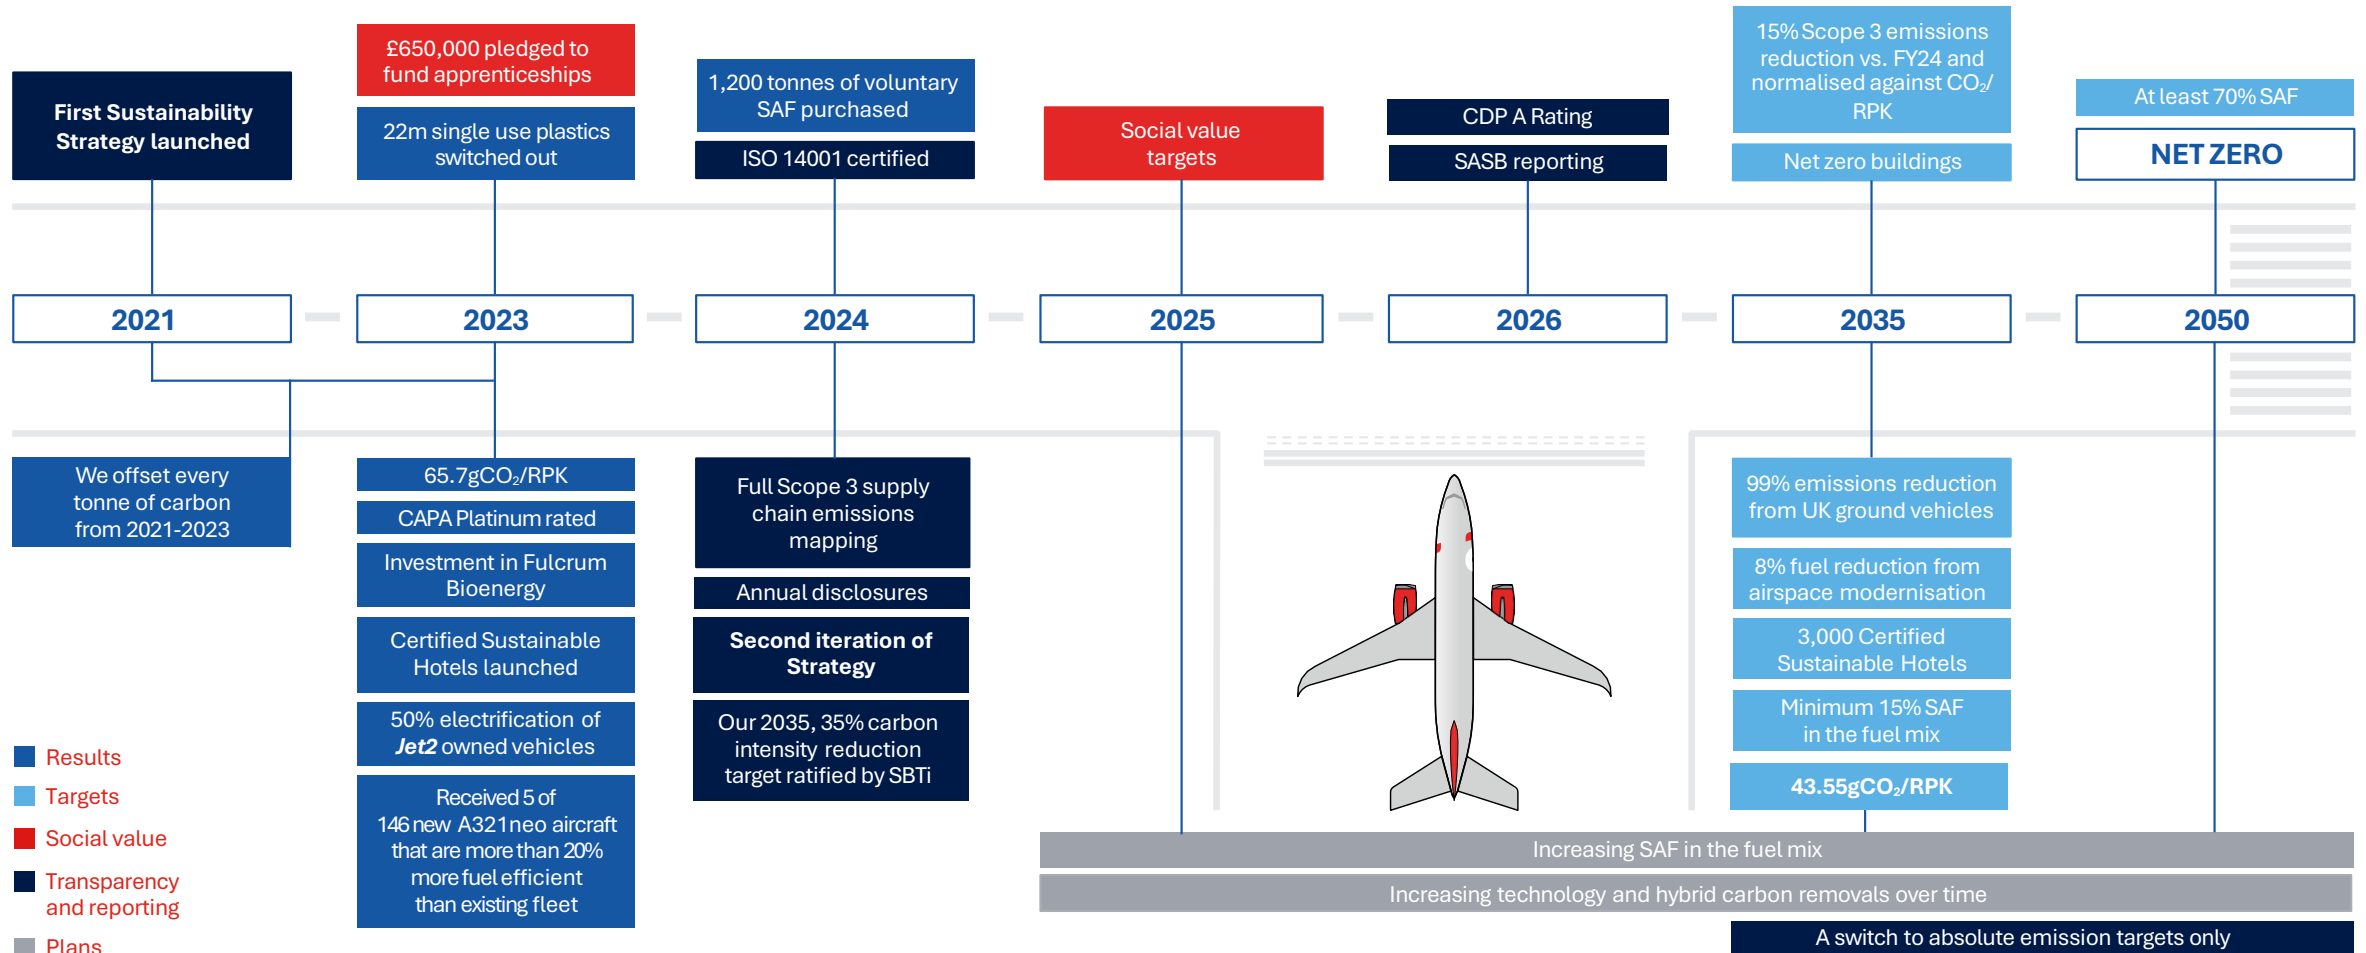 First Sustainability
Strategy launched
£650,000 pledged to
fund apprenticeships
22m single use plastics
switched out
1,200 tonnes of voluntary
SAF purchased
ISO 14001 certified
Social value
targets
CDP A Rating
SASB reporting
15% Scope 3 emissions
reduction vs. FY24 and
normalised against CO₂/
RPK
Net zero buildings
At least 70% SAF
NET ZERO
2021
2023
2024
2025
2026
2035
2050
We offset every
tonne of carbon
from 2021-2023
65.7gCO₂/RPK
CAPA Platinum rated
Investment in Fulcrum
Bioenergy
Certified Sustainable
Hotels launched
50% electrification of
Jet2 owned vehicles
Received 5 of
146 new A321neo aircraft
that are more than 20%
more fuel efficient
than existing fleet
Full Scope 3 supply
chain emissions
mapping
Annual disclosures
Second iteration of
Strategy
Our 2035, 35% carbon
intensity reduction
target ratified by SBTi
99% emissions reduction
from UK ground vehicles
8% fuel reduction from
airspace modernisation
3,000 Certified
Sustainable Hotels
Minimum 15% SAF
in the fuel mix
43.55gCO₂/RPK
Increasing SAF in the fuel mix
Increasing technology and hybrid carbon removals over time
A switch to absolute emission targets only
Results
Targets
Social value
Transparency
and reporting
Plans